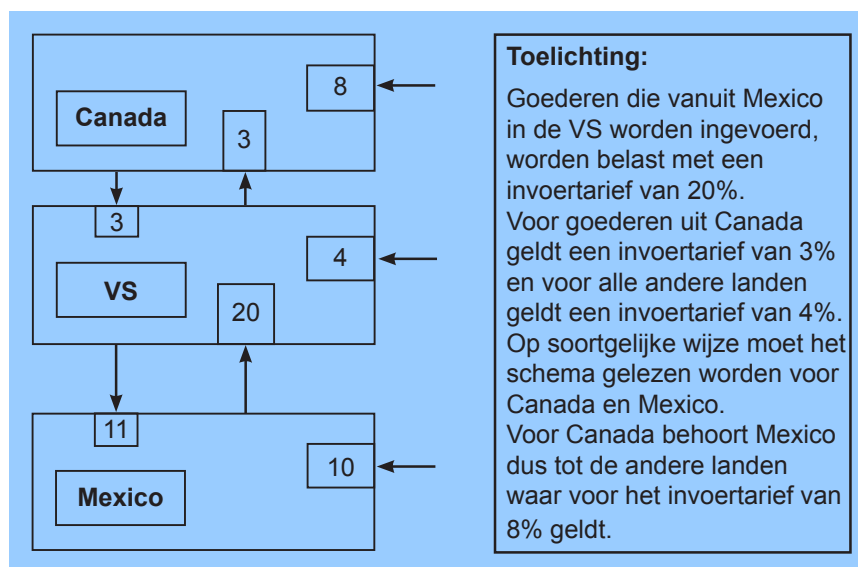 8
Canada
3
3
4
VS
20
11
10
Mexico
Toelichting:
Goederen die vanuit Mexico
in de VS worden ingevoerd,
worden belast met een
invoertarief van 20%.
Voor goederen uit Canada
geldt een invoertarief van 3%
en voor alle andere landen
geldt een invoertarief van 4%.
Op soortgelijke wijze moet het
schema gelezen worden voor
Canada en Mexico.
Voor Canada behoort Mexico
dus tot de andere landen
waar voor het invoertarief van
8% geldt.